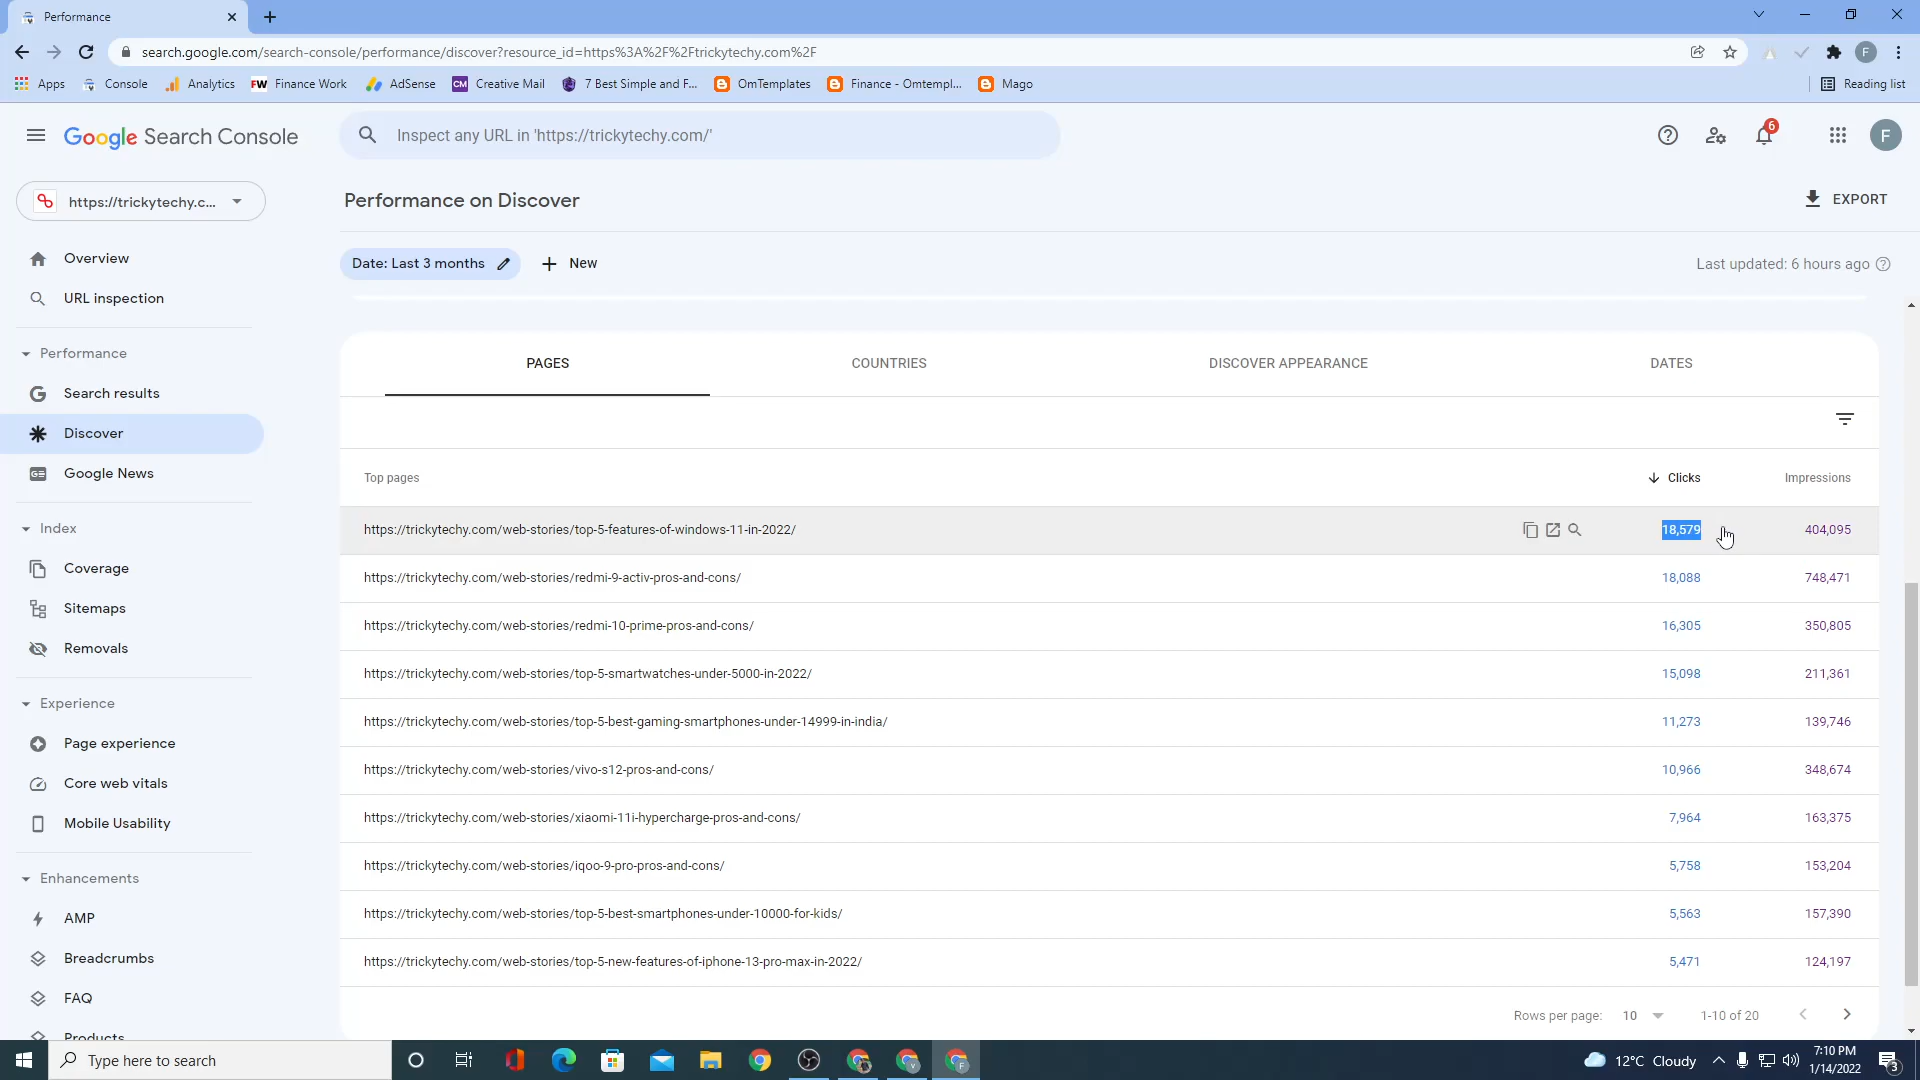 Performance
search.google.com/search-console/performance/discover?resource_id=https%3A%2F%2Ftrickytechy.com%2F
Apps Console Analytics FW Finance Work AdSense CM Creative Mail 7 Best Simple and F... OmTemplates Finance - Omtempl... Mago Reading list
Google Search Console
Inspect any URL in 'https://trickytechy.com/'
6
F
https://trickytechy.c...
Performance on Discover
EXPORT
Date: Last 3 months
New
Last updated: 6 hours ago
Overview
URL inspection
Performance
Search results
Discover
Google News
Index
Coverage
Sitemaps
Removals
Experience
Page experience
Core web vitals
Mobile Usability
Enhancements
AMP
Breadcrumbs
FAQ
Products
PAGES COUNTRIES DISCOVER APPEARANCE DATES
Top pages Clicks Impressions
https://trickytechy.com/web-stories/top-5-features-of-windows-11-in-2022/ 18,579 404,095
https://trickytechy.com/web-stories/redmi-9-activ-pros-and-cons/ 18,088 748,471
https://trickytechy.com/web-stories/redmi-10-prime-pros-and-cons/ 16,305 350,805
https://trickytechy.com/web-stories/top-5-smartwatches-under-5000-in-2022/ 15,098 211,361
https://trickytechy.com/web-stories/top-5-best-gaming-smartphones-under-14999-in-india/ 11,273 139,746
https://trickytechy.com/web-stories/vivo-s12-pros-and-cons/ 10,966 348,674
https://trickytechy.com/web-stories/xiaomi-11i-hypercharge-pros-and-cons/ 7,964 163,375
https://trickytechy.com/web-stories/iqoo-9-pro-pros-and-cons/ 5,758 153,204
https://trickytechy.com/web-stories/top-5-best-smartphones-under-10000-for-kids/ 5,563 157,390
https://trickytechy.com/web-stories/top-5-new-features-of-iphone-13-pro-max-in-2022/ 5,471 124,197
Rows per page: 10 1-10 of 20
Type here to search
12°C Cloudy
7:10 PM
1/14/2022
3